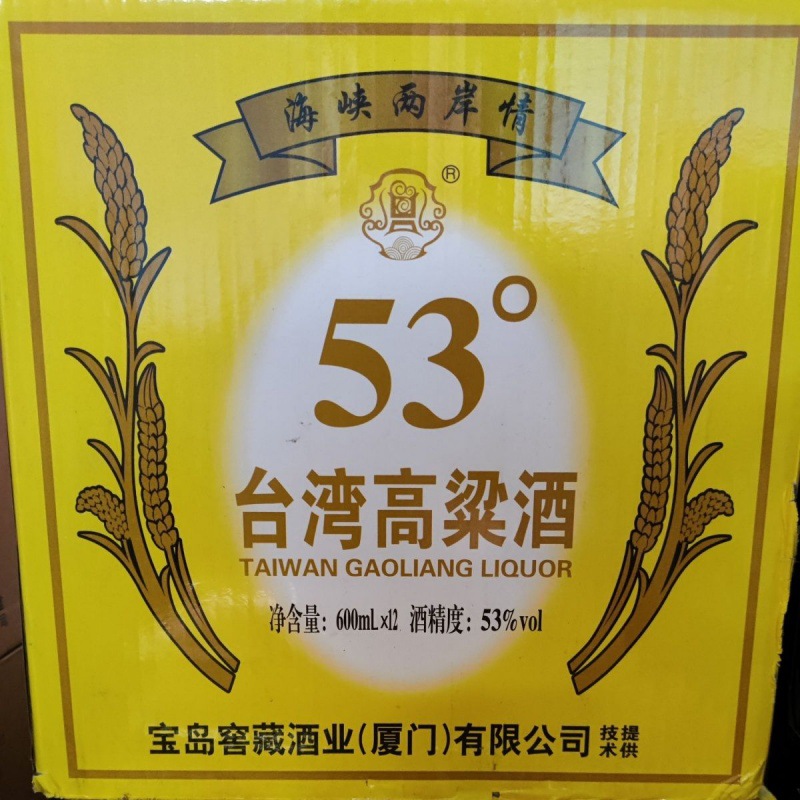 海峡两岸情
®
53°
台湾高粱酒
TAIWAN GAOLIANG LIQUOR
净含量：600mL×12 酒精度：53%vol
宝岛窖藏酒业(厦门)有限公司 技术提供